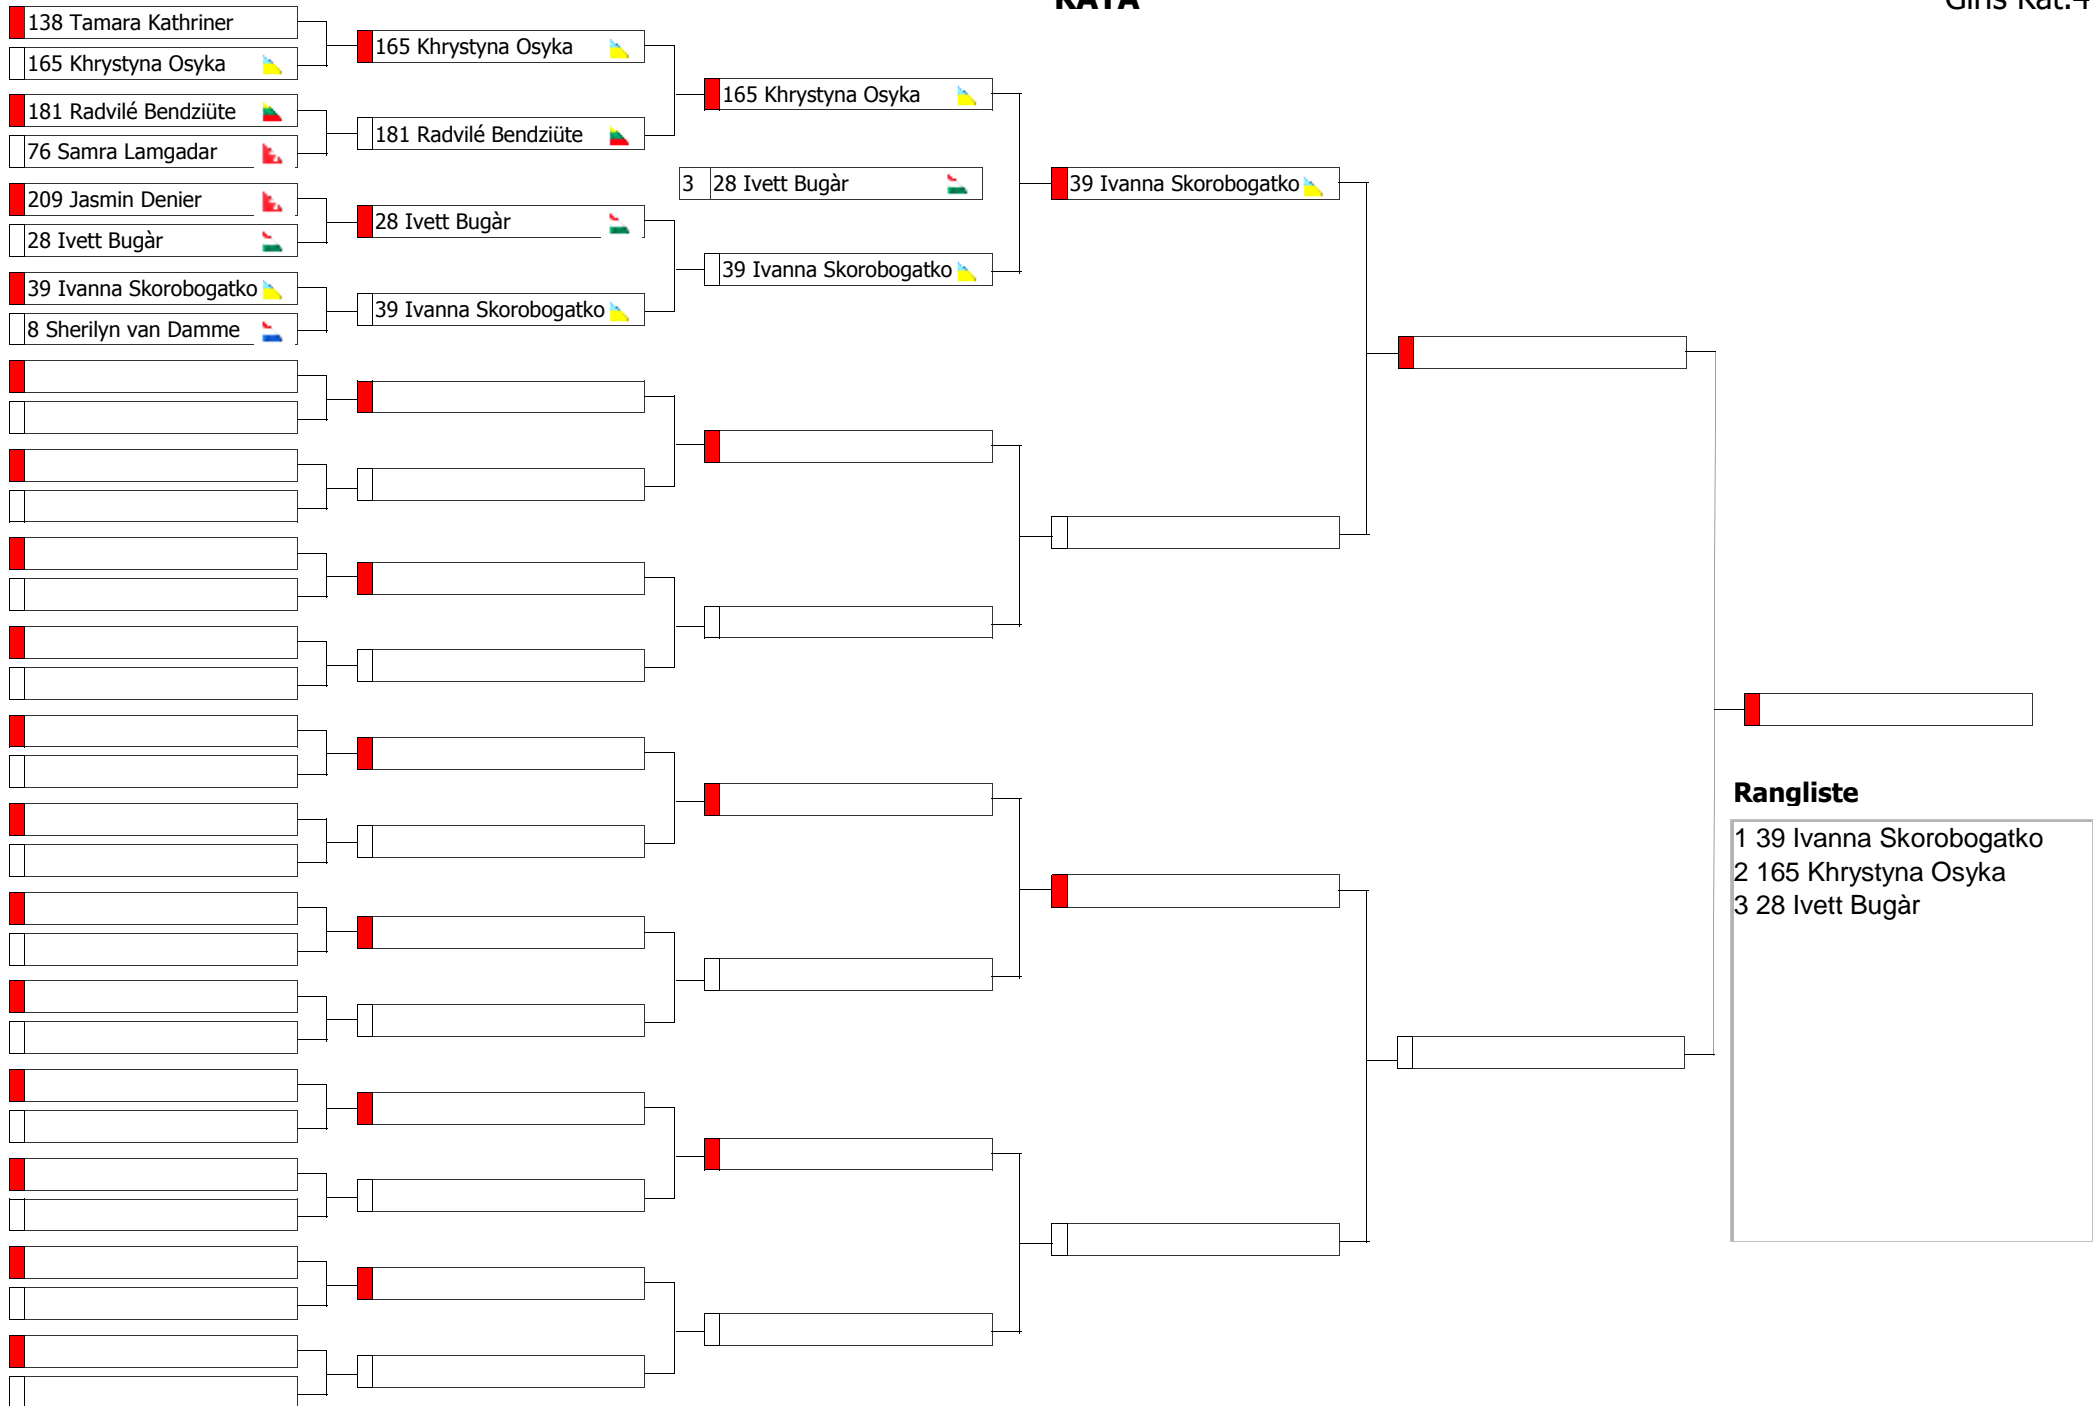 KATA
Girls Kat.4
138 Tamara Kathriner
165 Khrystyna Osyka
181 Radvilé Bendziüte
76 Samra Lamgadar
209 Jasmin Denier
28 Ivett Bugàr
39 Ivanna Skorobogatko
8 Sherilyn van Damme
165 Khrystyna Osyka
181 Radvilé Bendziüte
28 Ivett Bugàr
39 Ivanna Skorobogatko
165 Khrystyna Osyka
3 28 Ivett Bugàr
39 Ivanna Skorobogatko
39 Ivanna Skorobogatko
Rangliste
1 39 Ivanna Skorobogatko
2 165 Khrystyna Osyka
3 28 Ivett Bugàr